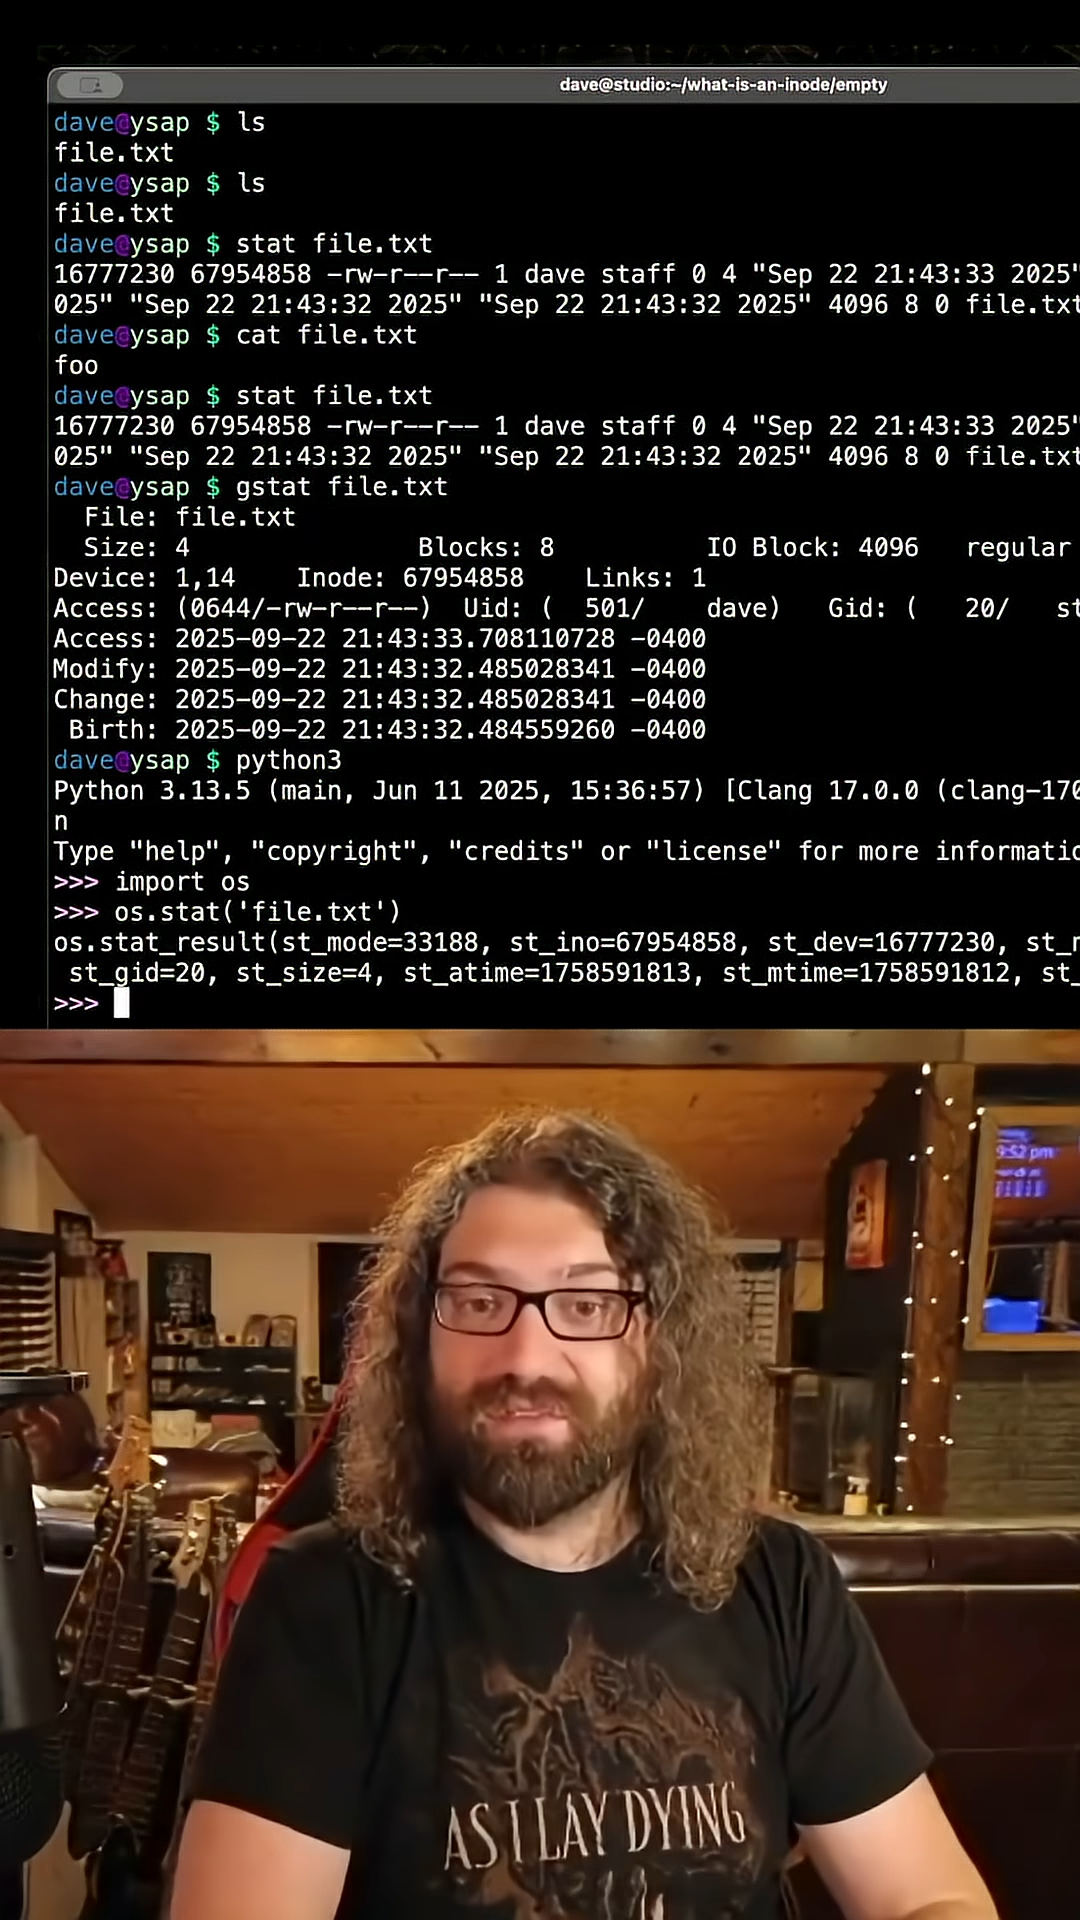 dave@studio:~/what-is-an-inode/empty
dave@ysap $ ls
file.txt
dave@ysap $ ls
file.txt
dave@ysap $ stat file.txt
16777230 67954858 -rw-r--r-- 1 dave staff 0 4 "Sep 22 21:43:33 2025"
025" "Sep 22 21:43:32 2025" "Sep 22 21:43:32 2025" 4096 8 0 file.txt
dave@ysap $ cat file.txt
foo
dave@ysap $ stat file.txt
16777230 67954858 -rw-r--r-- 1 dave staff 0 4 "Sep 22 21:43:33 2025"
025" "Sep 22 21:43:32 2025" "Sep 22 21:43:32 2025" 4096 8 0 file.txt
dave@ysap $ gstat file.txt
File: file.txt
Size: 4 Blocks: 8 IO Block: 4096 regular
Device: 1,14 Inode: 67954858 Links: 1
Access: (0644/-rw-r--r--) Uid: ( 501/ dave) Gid: ( 20/ st
Access: 2025-09-22 21:43:33.708110728 -0400
Modify: 2025-09-22 21:43:32.485028341 -0400
Change: 2025-09-22 21:43:32.485028341 -0400
Birth: 2025-09-22 21:43:32.484559260 -0400
dave@ysap $ python3
Python 3.13.5 (main, Jun 11 2025, 15:36:57) [Clang 17.0.0 (clang-170
n
Type "help", "copyright", "credits" or "license" for more informatio
>>> import os
>>> os.stat('file.txt')
os.stat_result(st_mode=33188, st_ino=67954858, st_dev=16777230, st_n
st_gid=20, st_size=4, st_atime=1758591813, st_mtime=1758591812, st_
>>>
9:52 pm
AS I LAY DYING